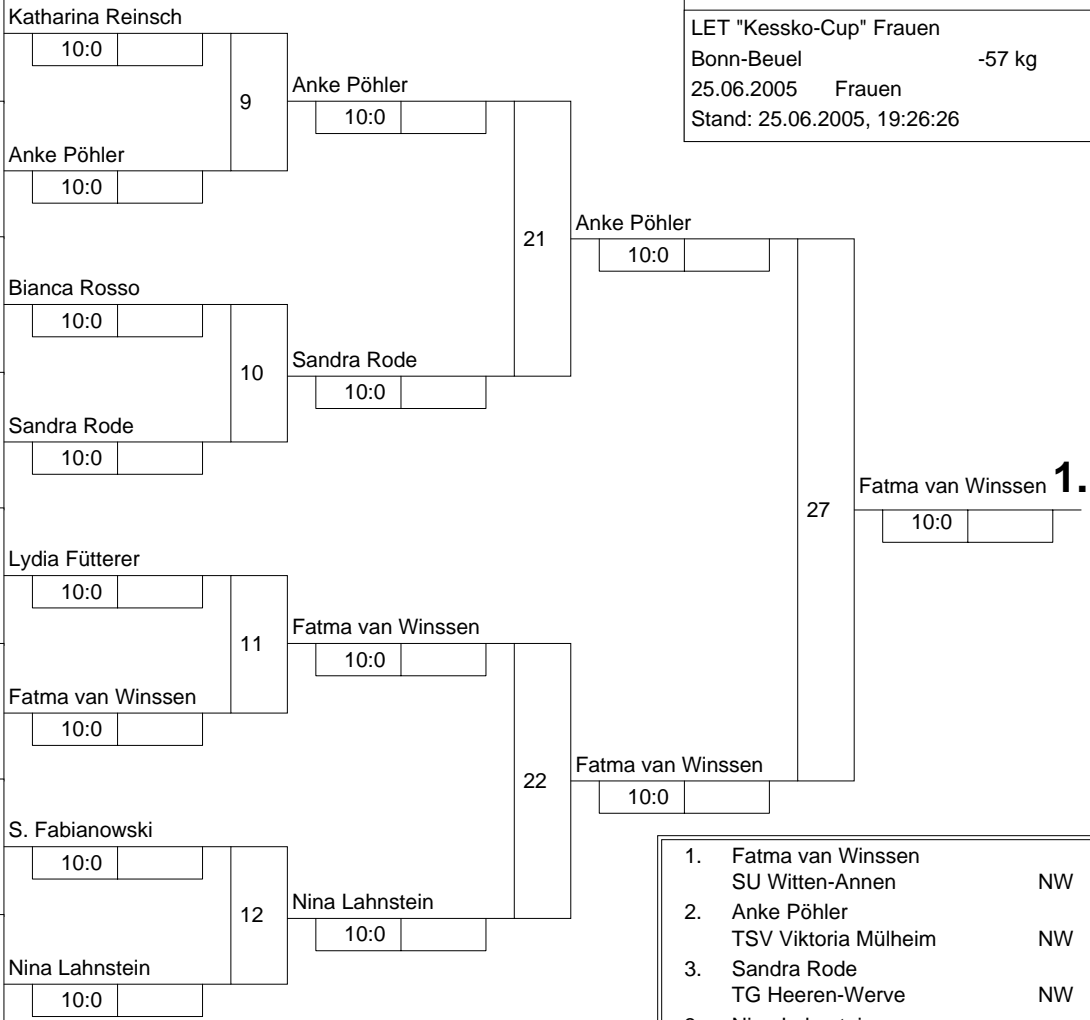 Katharina Reinsch
10:0
9
Anke Pöhler
10:0
Anke Pöhler
10:0
LET "Kessko-Cup" Frauen
Bonn-Beuel -57 kg
25.06.2005 Frauen
Stand: 25.06.2005, 19:26:26
21
Anke Pöhler
10:0
Bianca Rosso
10:0
10
Sandra Rode
10:0
Sandra Rode
10:0
27
Fatma van Winssen 1.
10:0
Lydia Fütterer
10:0
11
Fatma van Winssen
10:0
Fatma van Winssen
10:0
22
Fatma van Winssen
10:0
S. Fabianowski
10:0
12
Nina Lahnstein
10:0
Nina Lahnstein
10:0
1. Fatma van Winssen
SU Witten-Annen NW
2. Anke Pöhler
TSV Viktoria Mülheim NW
3. Sandra Rode
TG Heeren-Werve NW